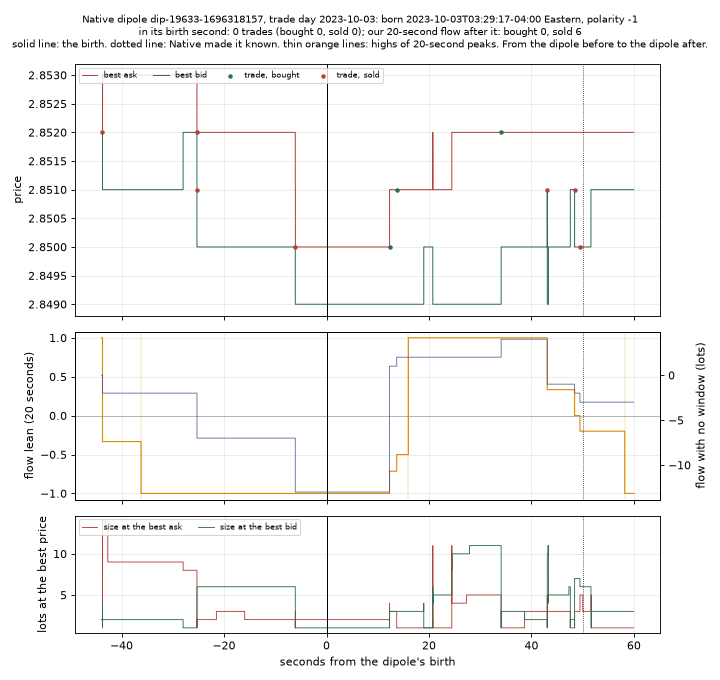 Native dipole dip-19633-1696318157, trade day 2023-10-03: born 2023-10-03T03:29:17-04:00 Eastern, polarity -1
in its birth second: 0 trades (bought 0, sold 0); our 20-second flow after it: bought 0, sold 6
solid line: the birth. dotted line: Native made it known. thin orange lines: highs of 20-second peaks. From the dipole before to the dipole after.
best ask best bid trade, bought trade, sold
2.8530
2.8525
2.8520
2.8515
2.8510
2.8505
2.8500
2.8495
2.8490
price
1.0
0.5
0.0
−0.5
−1.0
flow lean (20 seconds)
0
−5
−10
flow with no window (lots)
size at the best ask size at the best bid
10
5
lots at the best price
−40 −20 0 20 40 60
seconds from the dipole's birth